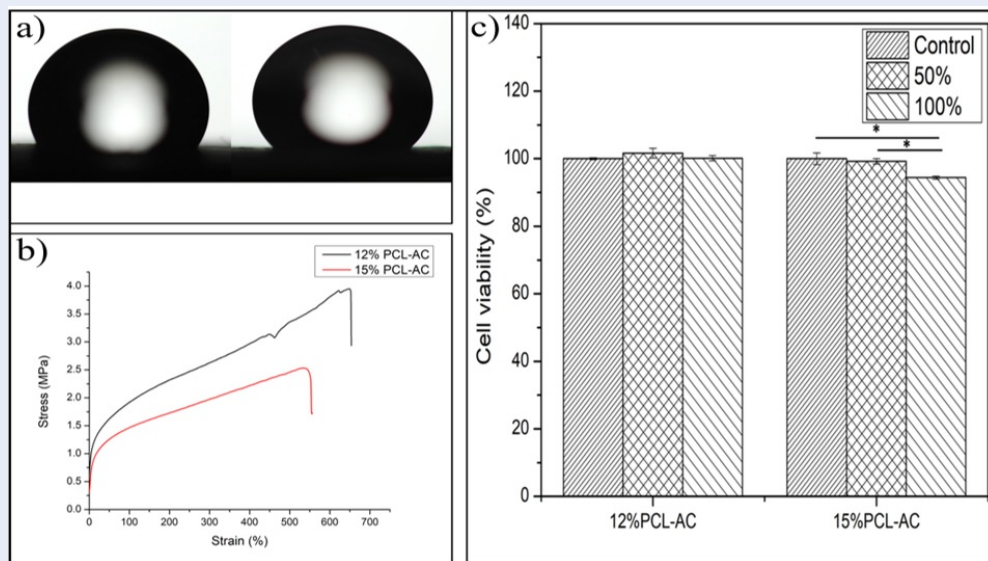 a)
b)
12% PCL-AC
15% PCL-AC
Stress (MPa)
4.0
3.5
3.0
2.5
2.0
1.5
1.0
0.5
0.0
0 100 200 300 400 500 600 700
Strain (%)
c)
Control
50%
100%
*
*
Cell viability (%)
140
120
100
80
60
40
20
0
12%PCL-AC 15%PCL-AC